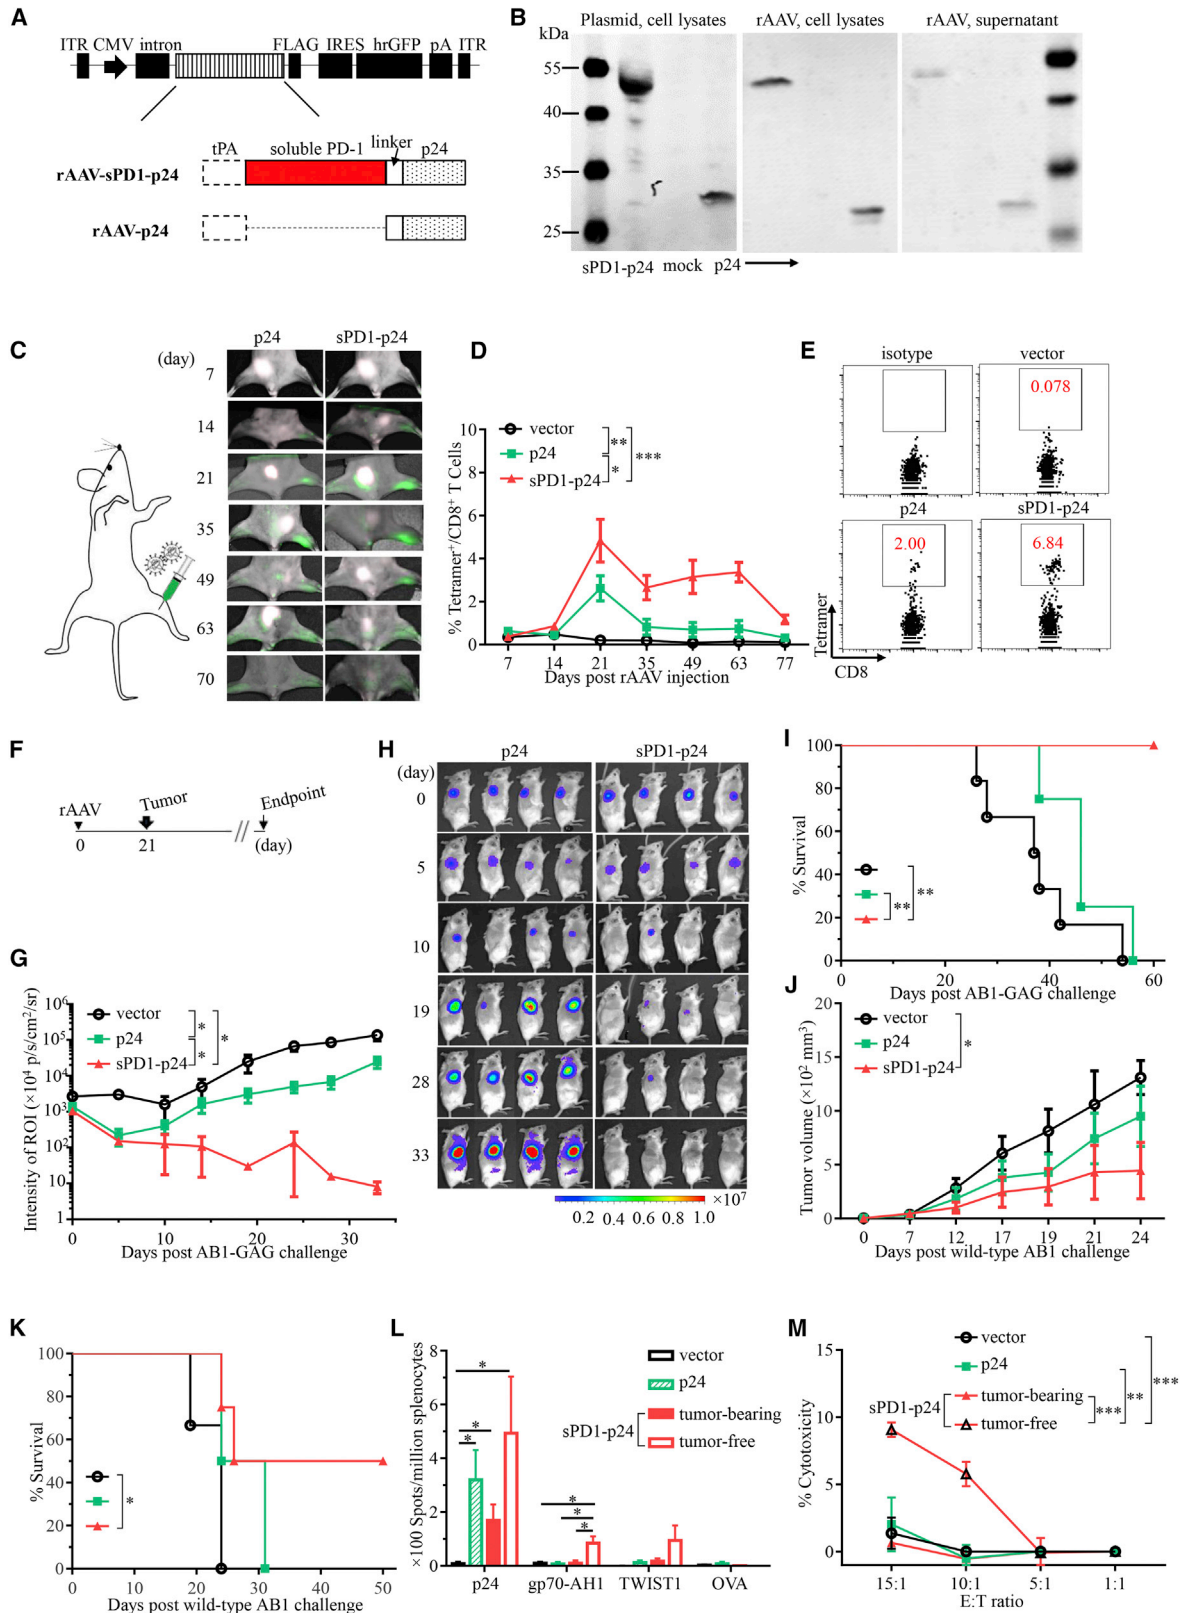 A
ITR CMV intron FLAG IRES hrGFP pA ITR
tPA soluble PD-1 linker p24
rAAV-sPD1-p24
rAAV-p24
B
Plasmid, cell lysates rAAV, cell lysates rAAV, supernatant
kDa
55
40
35
25
sPD1-p24 mock p24
C
p24 sPD1-p24
(day)
7
14
21
35
49
63
70
D
% Tetramer+/CD8+ T Cells
10
8
6
4
2
0
vector
p24
sPD1-p24
**
*
***
7 14 21 35 49 63 77
Days post rAAV injection
E
isotype vector
0.078
p24 sPD1-p24
2.00 6.84
Tetramer
CD8
F
rAAV Tumor Endpoint
0 21 (day)
G
Intensity of ROI (×10⁴ p/s/cm²/sr)
10⁶
10⁵
10⁴
10³
10²
10¹
1
vector
p24
sPD1-p24
*
*
*
0 10 20 30
Days post AB1-GAG challenge
H
p24 sPD1-p24
(day)
0
5
10
19
28
33
×10⁷
0.2 0.4 0.6 0.8 1.0
I
% Survival
100
80
60
40
20
0
**
**
0 20 40 60
Days post AB1-GAG challenge
J
Tumor volume (×10² mm³)
20
15
10
5
0
vector
p24
sPD1-p24
*
0 7 12 17 19 21 24
Days post wild-type AB1 challenge
K
% Survival
100
80
60
40
20
0
*
0 10 20 30 40 50
Days post wild-type AB1 challenge
L
×100 Spots/million splenocytes
8
6
4
2
0
vector
p24
sPD1-p24
tumor-bearing
tumor-free
*
*
*
*
*
*
p24 gp70-AH1 TWIST1 OVA
M
% Cytotoxicity
15
10
5
0
vector
p24
sPD1-p24
tumor-bearing
tumor-free
***
**
***
15:1 10:1 5:1 1:1
E:T ratio